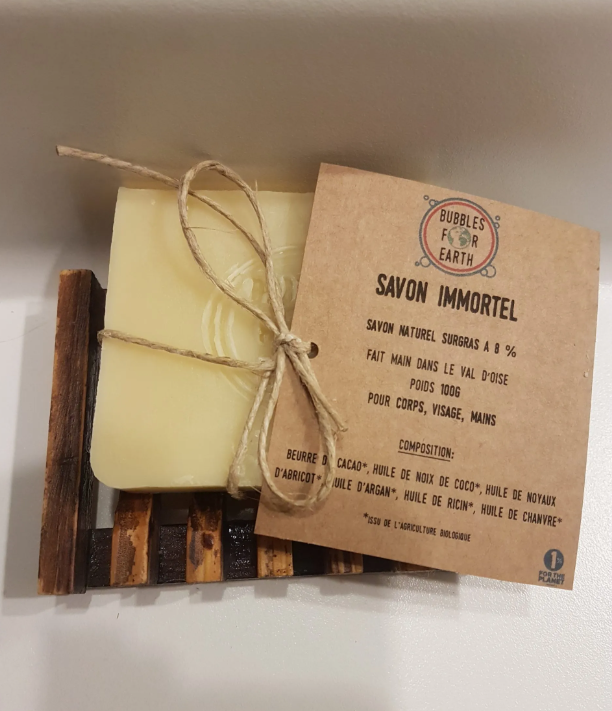 BUBBLES
FOR
EARTH
SAVON IMMORTEL
SAVON NATUREL SURGRAS A 8 %
FAIT MAIN DANS LE VAL D'OISE
POIDS 100G
POUR CORPS, VISAGE, MAINS
COMPOSITION:
BEURRE CACAO*, HUILE DE NOIX DE COCO*, HUILE DE NOYAUX
D'ABRICOT*, HUILE D'ARGAN*, HUILE DE RICIN*, HUILE DE CHANVRE*
*ISSU DE L'AGRICULTURE BIOLOGIQUE
1
FOR THE
PLANET